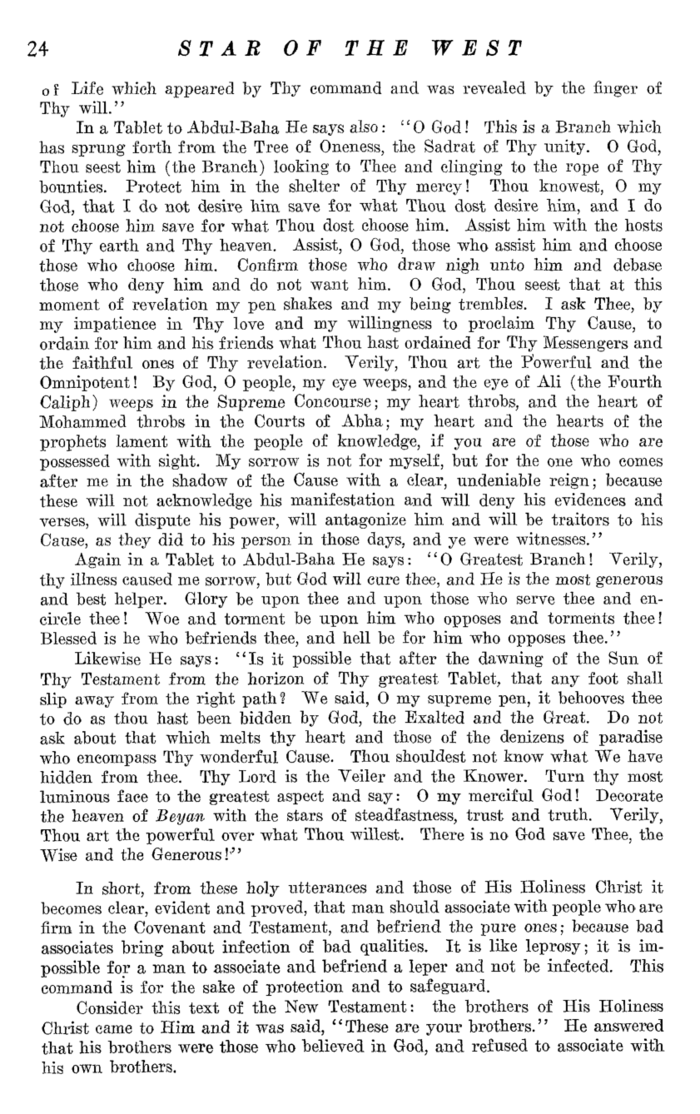 24 STAR OF THE WEST
of Life which appeared by Thy command and was revealed by the finger of
Thy will."
In a Tablet to Abdul-Baha He says also: "O God! This is a Branch which
has sprung forth from the Tree of Oneness, the Sadrat of Thy unity. O God,
Thou seest him (the Branch) looking to Thee and clinging to the rope of Thy
bounties. Protect him in the shelter of Thy mercy! Thou knowest, O my
God, that I do not desire him save for what Thou dost desire him, and I do
not choose him save for what Thou dost choose him. Assist him with the hosts
of Thy earth and Thy heaven. Assist, O God, those who assist him and choose
those who choose him. Confirm those who draw nigh unto him and debase
those who deny him and do not want him. O God, Thou seest that at this
moment of revelation my pen shakes and my being trembles. I ask Thee, by
my impatience in Thy love and my willingness to proclaim Thy Cause, to
ordain for him and his friends what Thou hast ordained for Thy Messengers and
the faithful ones of Thy revelation. Verily, Thou art the Powerful and the
Omnipotent! By God, O people, my eye weeps, and the eye of Ali (the Fourth
Caliph) weeps in the Supreme Concourse; my heart throbs, and the heart of
Mohammed throbs in the Courts of Abha; my heart and the hearts of the
prophets lament with the people of knowledge, if you are of those who are
possessed with sight. My sorrow is not for myself, but for the one who comes
after me in the shadow of the Cause with a clear, undeniable reign; because
these will not acknowledge his manifestation and will deny his evidences and
verses, will dispute his power, will antagonize him and will be traitors to his
Cause, as they did to his person in those days, and ye were witnesses."
Again in a Tablet to Abdul-Baha He says: "O Greatest Branch! Verily,
thy illness caused me sorrow, but God will cure thee, and He is the most generous
and best helper. Glory be upon thee and upon those who serve thee and en-
circle thee! Woe and torment be upon him who opposes and torments thee!
Blessed is he who befriends thee, and hell be for him who opposes thee."
Likewise He says: "Is it possible that after the dawning of the Sun of
Thy Testament from the horizon of Thy greatest Tablet, that any foot shall
slip away from the right path? We said, O my supreme pen, it behooves thee
to do as thou hast been bidden by God, the Exalted and the Great. Do not
ask about that which melts thy heart and those of the denizens of paradise
who encompass Thy wonderful Cause. Thou shouldest not know what We have
hidden from thee. Thy Lord is the Veiler and the Knower. Turn thy most
luminous face to the greatest aspect and say: O my merciful God! Decorate
the heaven of Beyan with the stars of steadfastness, trust and truth. Verily,
Thou art the powerful over what Thou willest. There is no God save Thee, the
Wise and the Generous!"
In short, from these holy utterances and those of His Holiness Christ it
becomes clear, evident and proved, that man should associate with people who are
firm in the Covenant and Testament, and befriend the pure ones; because bad
associates bring about infection of bad qualities. It is like leprosy; it is im-
possible for a man to associate and befriend a leper and not be infected. This
command is for the sake of protection and to safeguard.
Consider this text of the New Testament: the brothers of His Holiness
Christ came to Him and it was said, "These are your brothers." He answered
that his brothers were those who believed in God, and refused to associate with
his own brothers.